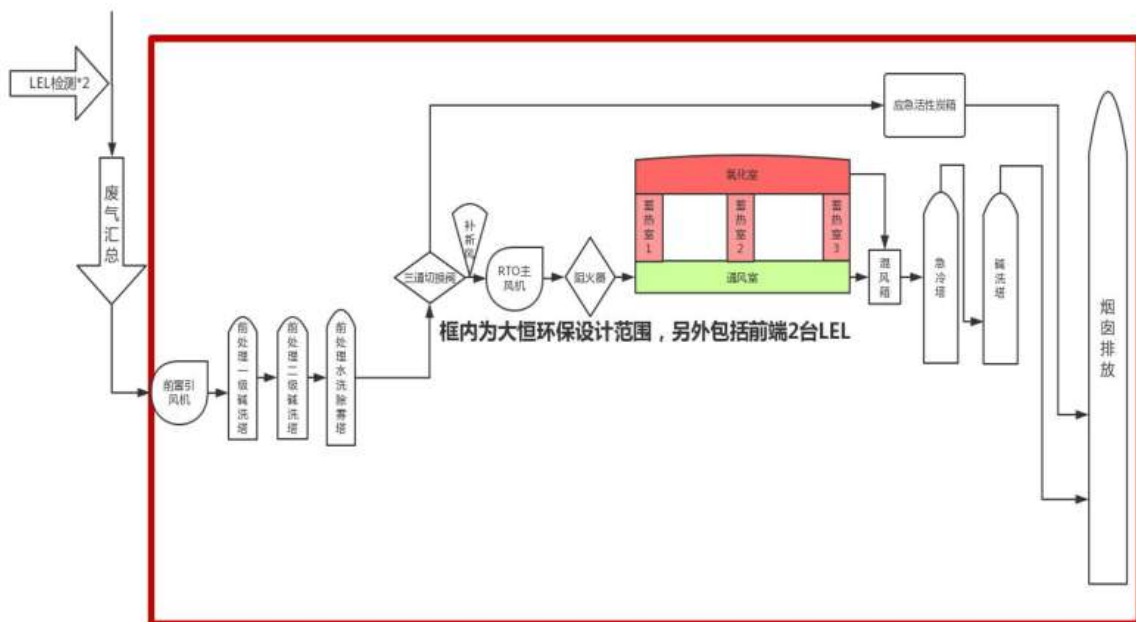 LEL检测*2
废气汇总
前置引
风机
前处理一级碱洗塔
前处理二级碱洗塔
前处理水洗除雾塔
三通切换阀
补新风
RTO主
风机
阻火器
氧化室
蓄热室1
蓄热室2
蓄热室3
通风室
混风箱
急冷塔
碱洗塔
应急活性炭箱
烟囱排放
框内为大恒环保设计范围，另外包括前端2台LEL